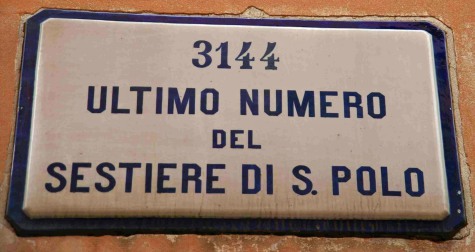 3144
ULTIMO NUMERO
DEL
SESTIERE DI S. POLO